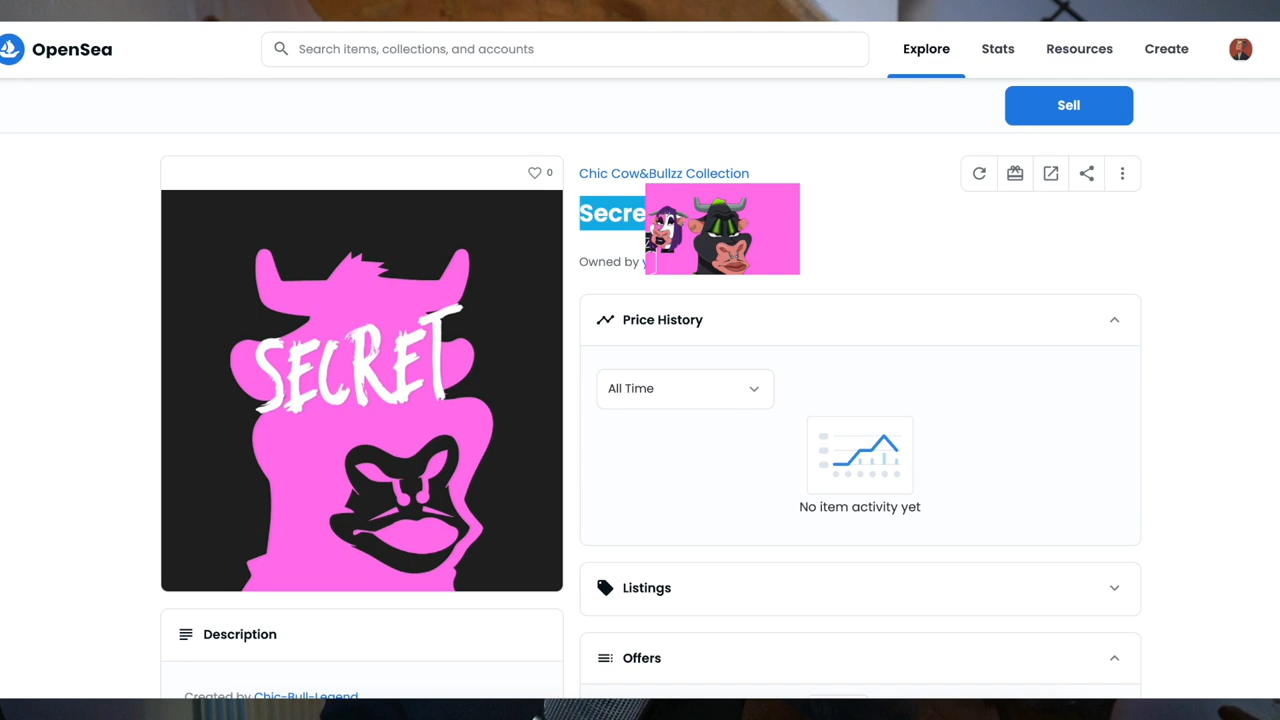 OpenSea
Search items, collections, and accounts
Explore
Stats
Resources
Create
Sell
0
Chic Cow&Bullzz Collection
Secre
Owned by
SECRET
Price History
All Time
No item activity yet
Listings
Description
Offers
Created by Chic-Bull-Legend